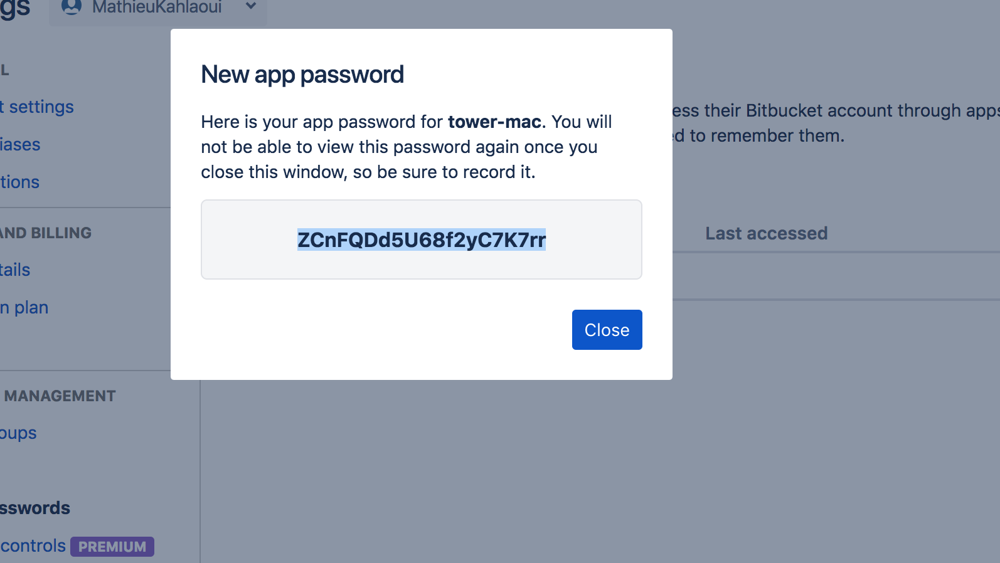 gs
MathieuKahlaoui
L
t settings
iases
tions
AND BILLING
tails
n plan
MANAGEMENT
oups
sswords
controls PREMIUM
New app password
Here is your app password for tower-mac. You will
not be able to view this password again once you
close this window, so be sure to record it.
ZCnFQDd5U68f2yC7K7rr
Close
ess their Bitbucket account through apps
ed to remember them.
Last accessed